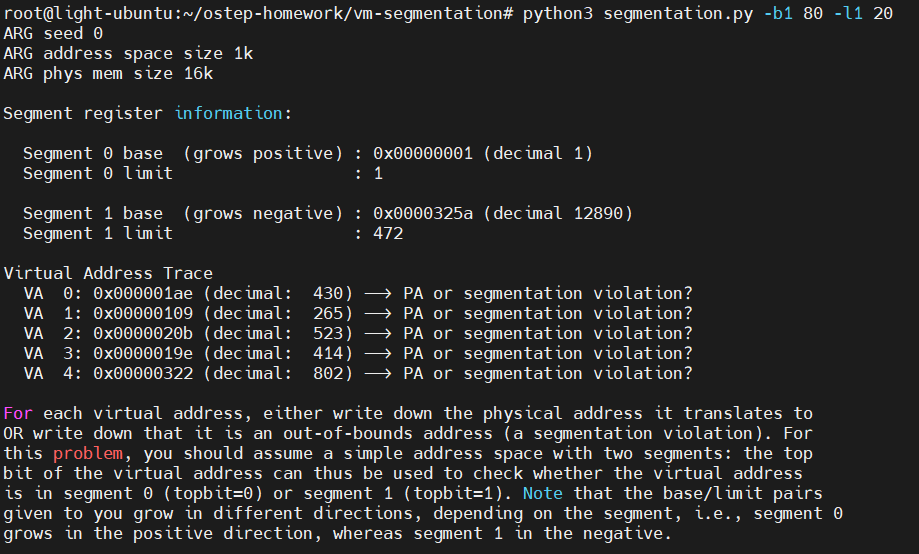 root@light-ubuntu:~/ostep-homework/vm-segmentation# python3 segmentation.py -b1 80 -l1 20
ARG seed 0
ARG address space size 1k
ARG phys mem size 16k

Segment register information:

  Segment 0 base  (grows positive) : 0x00000001 (decimal 1)
  Segment 0 limit                  : 1

  Segment 1 base  (grows negative) : 0x0000325a (decimal 12890)
  Segment 1 limit                  : 472

Virtual Address Trace
  VA  0: 0x000001ae (decimal:  430) --> PA or segmentation violation?
  VA  1: 0x00000109 (decimal:  265) --> PA or segmentation violation?
  VA  2: 0x0000020b (decimal:  523) --> PA or segmentation violation?
  VA  3: 0x0000019e (decimal:  414) --> PA or segmentation violation?
  VA  4: 0x00000322 (decimal:  802) --> PA or segmentation violation?

For each virtual address, either write down the physical address it translates to
OR write down that it is an out-of-bounds address (a segmentation violation). For
this problem, you should assume a simple address space with two segments: the top
bit of the virtual address can thus be used to check whether the virtual address
is in segment 0 (topbit=0) or segment 1 (topbit=1). Note that the base/limit pairs
given to you grow in different directions, depending on the segment, i.e., segment 0
grows in the positive direction, whereas segment 1 in the negative.